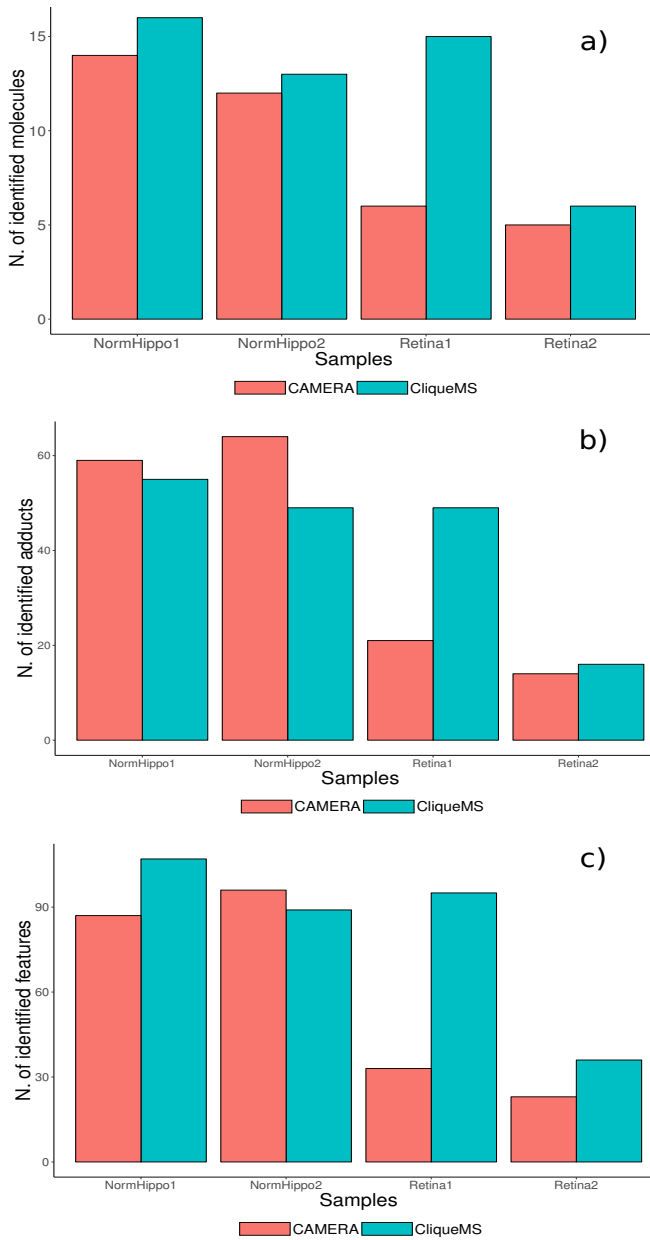 a)
N. of identified molecules
15
10
5
0
NormHippo1 NormHippo2 Retina1 Retina2
Samples
CAMERA CliqueMS
b)
N. of identified adducts
60
40
20
0
NormHippo1 NormHippo2 Retina1 Retina2
Samples
CAMERA CliqueMS
c)
N. of identified features
90
60
30
0
NormHippo1 NormHippo2 Retina1 Retina2
Samples
CAMERA CliqueMS